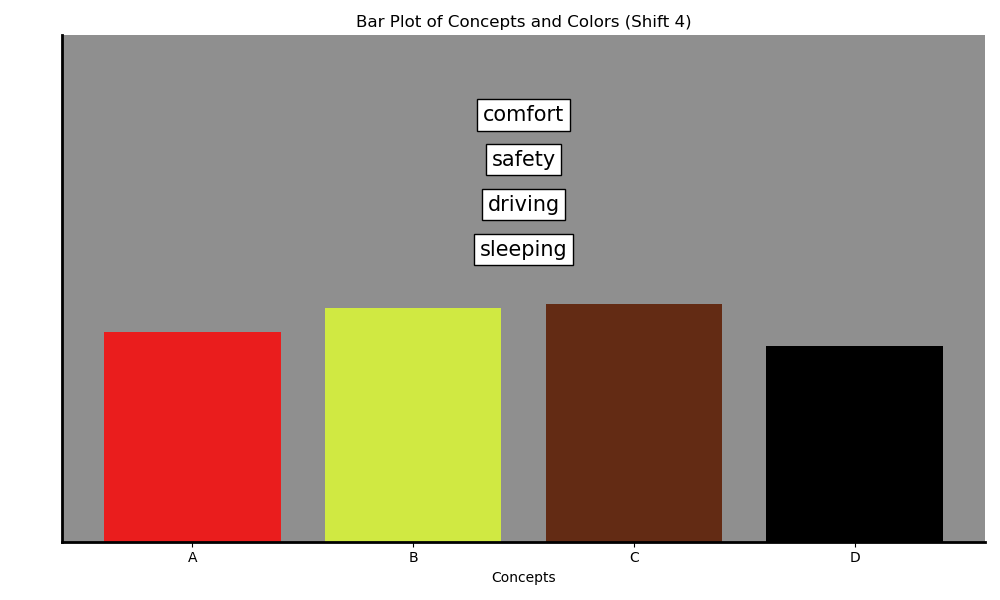 Bar Plot of Concepts and Colors (Shift 4)
comfort
safety
driving
sleeping
A B C D
Concepts